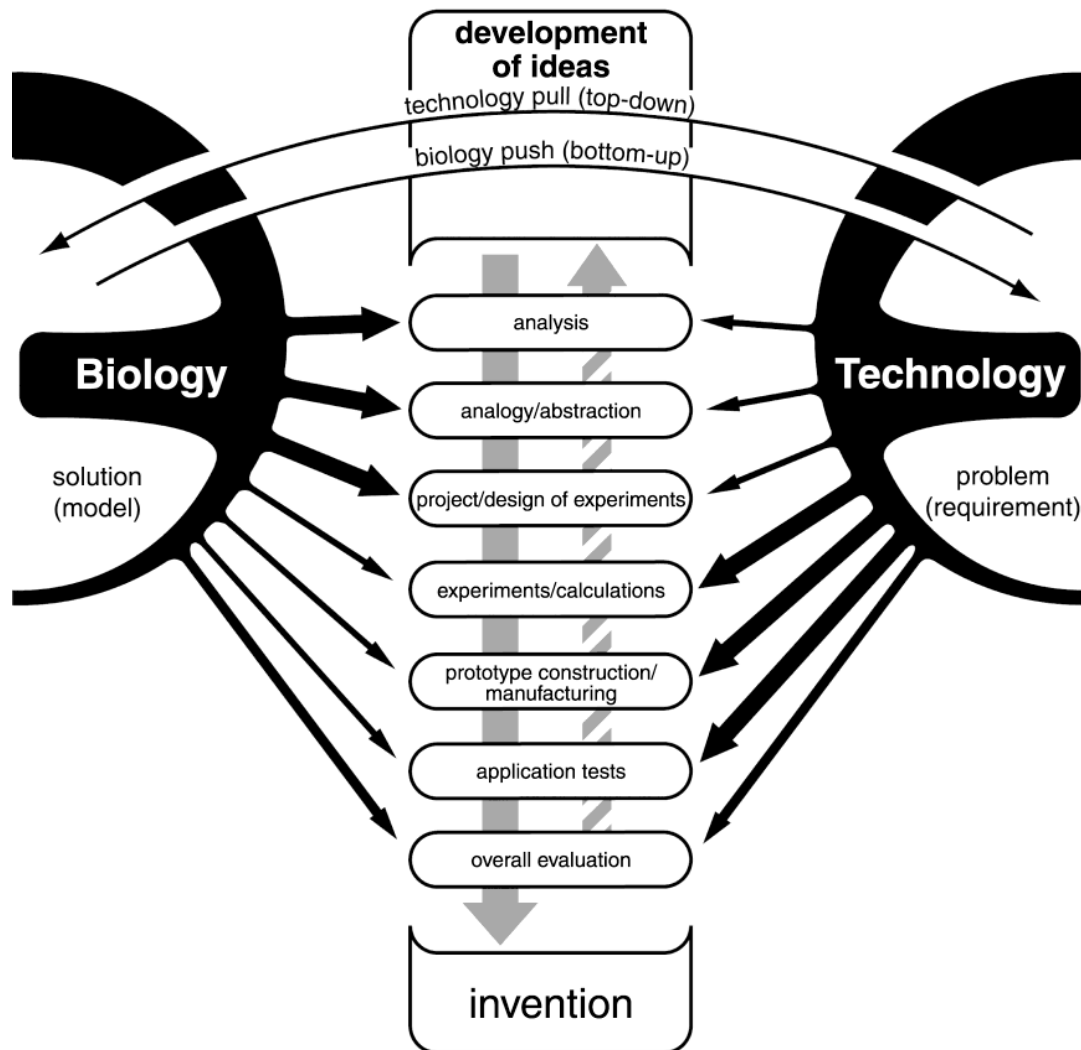 development
of ideas
technology pull (top-down)
biology push (bottom-up)
analysis
Biology
Technology
analogy/abstraction
solution
(model)
project/design of experiments
problem
(requirement)
experiments/calculations
prototype construction/
manufacturing
application tests
overall evaluation
invention